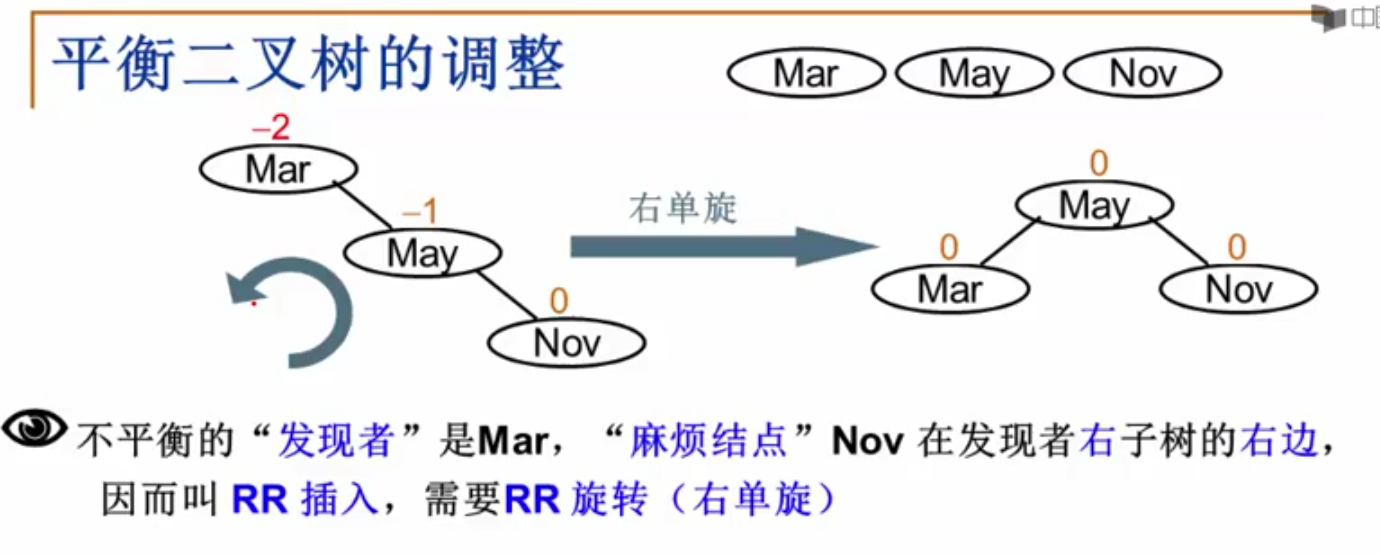 中国
平衡二叉树的调整
Mar May Nov
–2
Mar
–1
May
0
Nov
右单旋
0
May
0
Mar
0
Nov
不平衡的“发现者”是Mar，“麻烦结点”Nov 在发现者右子树的右边，
因而叫 RR 插入，需要RR 旋转（右单旋）